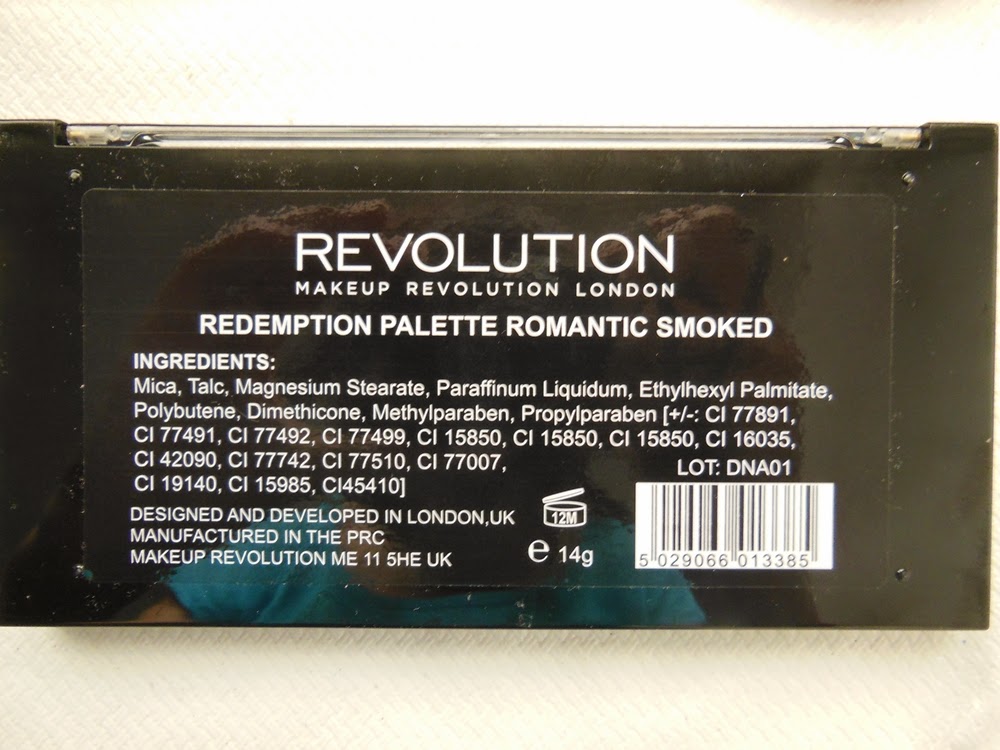 REVOLUTION
MAKEUP REVOLUTION LONDON
REDEMPTION PALETTE ROMANTIC SMOKED
INGREDIENTS:
Mica, Talc, Magnesium Stearate, Paraffinum Liquidum, Ethylhexyl Palmitate,
Polybutene, Dimethicone, Methylparaben, Propylparaben [+/-: CI 77891,
CI 77491, CI 77492, CI 77499, CI 15850, CI 15850, CI 15850, CI 16035,
CI 42090, CI 77742, CI 77510, CI 77007,
LOT: DNA01
CI 19140, CI 15985, CI45410]
DESIGNED AND DEVELOPED IN LONDON,UK
MANUFACTURED IN THE PRC
MAKEUP REVOLUTION ME 11 5HE UK
12M
e 14g
5 029066 013385